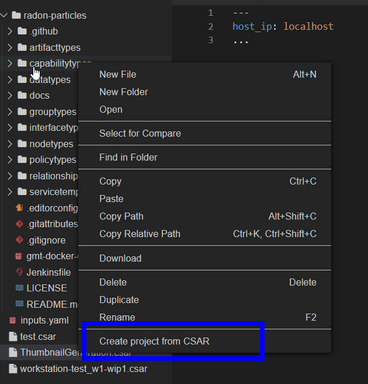 radon-particles
.github
artifacttypes
capabilitytypes
datatypes
docs
grouptypes
interfacetyp
nodetypes
policytypes
relationship
servicetemp
.editorconfig
.gitattributes
.gitignore
gmt-docker-
Jenkinsfile
LICENSE
README.m
inputs.yaml
test.csar
ThumbnailGeneration.csar
workstation-test_w1-wip1.csar
1 ---
2 host_ip: localhost
3 ...
New File Alt+N
New Folder
Open
Select for Compare
Find in Folder
Copy Ctrl+C
Paste
Copy Path Alt+Shift+C
Copy Relative Path Ctrl+K, Ctrl+Shift+C
Download
Delete Delete
Duplicate
Rename F2
Create project from CSAR